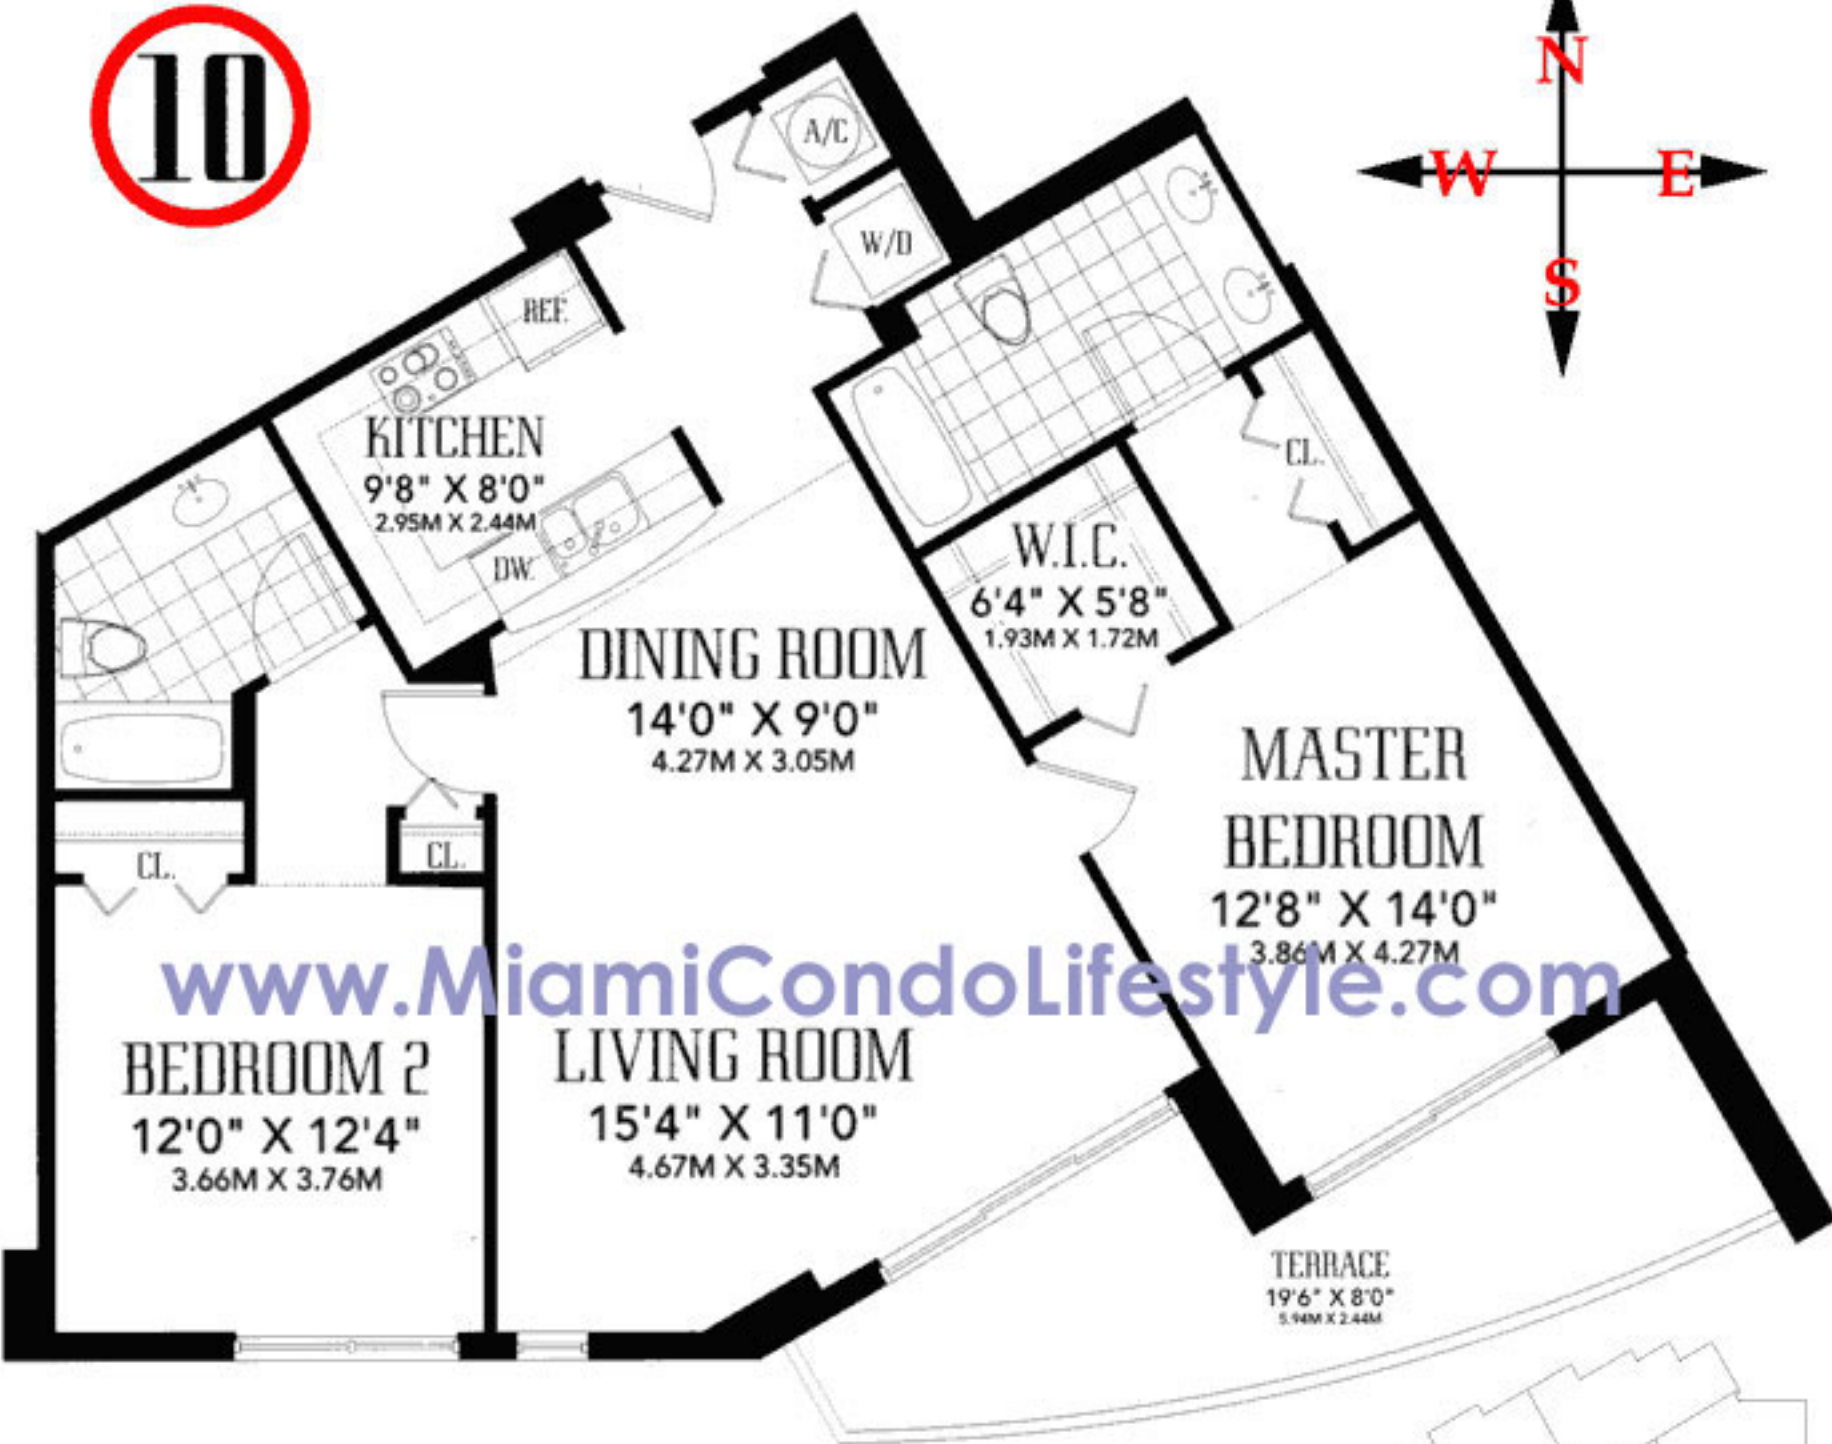 10
N
W E
S
A/C
W/D
REF.
KITCHEN
9'8" X 8'0"
2.95M X 2.44M
DW.
CL.
W.I.C.
6'4" X 5'8"
1.93M X 1.72M
DINING ROOM
14'0" X 9'0"
4.27M X 3.05M
MASTER
BEDROOM
12'8" X 14'0"
3.86M X 4.27M
CL.
CL.
www.MiamiCondoLifestyle.com
BEDROOM 2
12'0" X 12'4"
3.66M X 3.76M
LIVING ROOM
15'4" X 11'0"
4.67M X 3.35M
TERRACE
19'6" X 8'0"
5.94M X 2.44M